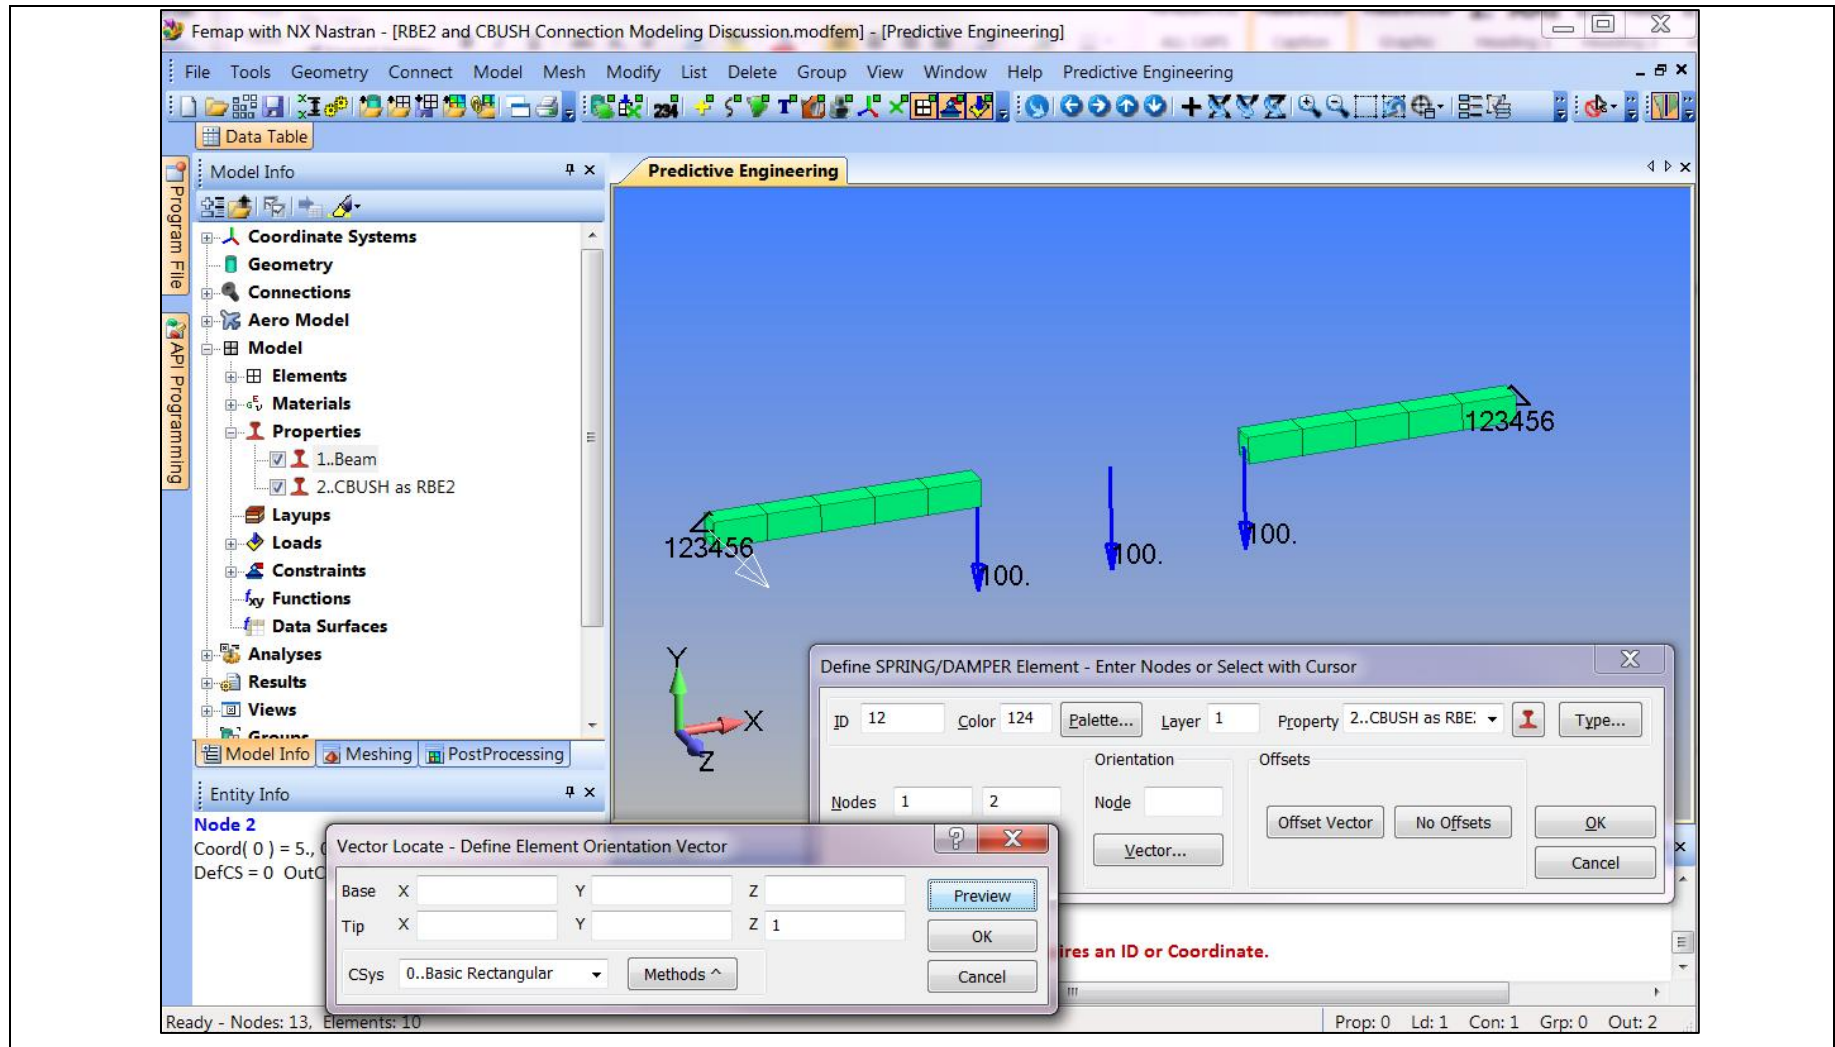 Femap with NX Nastran - [RBE2 and CBUSH Connection Modeling Discussion.modfem] - [Predictive Engineering]
File Tools Geometry Connect Model Mesh Modify List Delete Group View Window Help Predictive Engineering
234
Data Table
Program File
API Programming
Model Info
Coordinate Systems
Geometry
Connections
Aero Model
Model
Elements
Materials
Properties
1..Beam
2..CBUSH as RBE2
Layups
Loads
Constraints
Functions
Data Surfaces
Analyses
Results
Views
Groups
Model Info Meshing PostProcessing
Entity Info
Node 2
Coord( 0 ) = 5.,
DefCS = 0
Predictive Engineering
123456
100.
100.
100.
123456
Y
X
Z
Define SPRING/DAMPER Element - Enter Nodes or Select with Cursor
ID 12 Color 124 Palette... Layer 1 Property 2..CBUSH as RBE Type...
Orientation Offsets
Nodes 1 2 Node Offset Vector No Offsets OK
Vector... Cancel
Vector Locate - Define Element Orientation Vector
Base X Y Z Preview
Tip X Y Z 1 OK
CSys 0..Basic Rectangular Methods ^ Cancel
an ID or Coordinate.
Ready - Nodes: 13, Elements: 10 Prop: 0 Ld: 1 Con: 1 Grp: 0 Out: 2